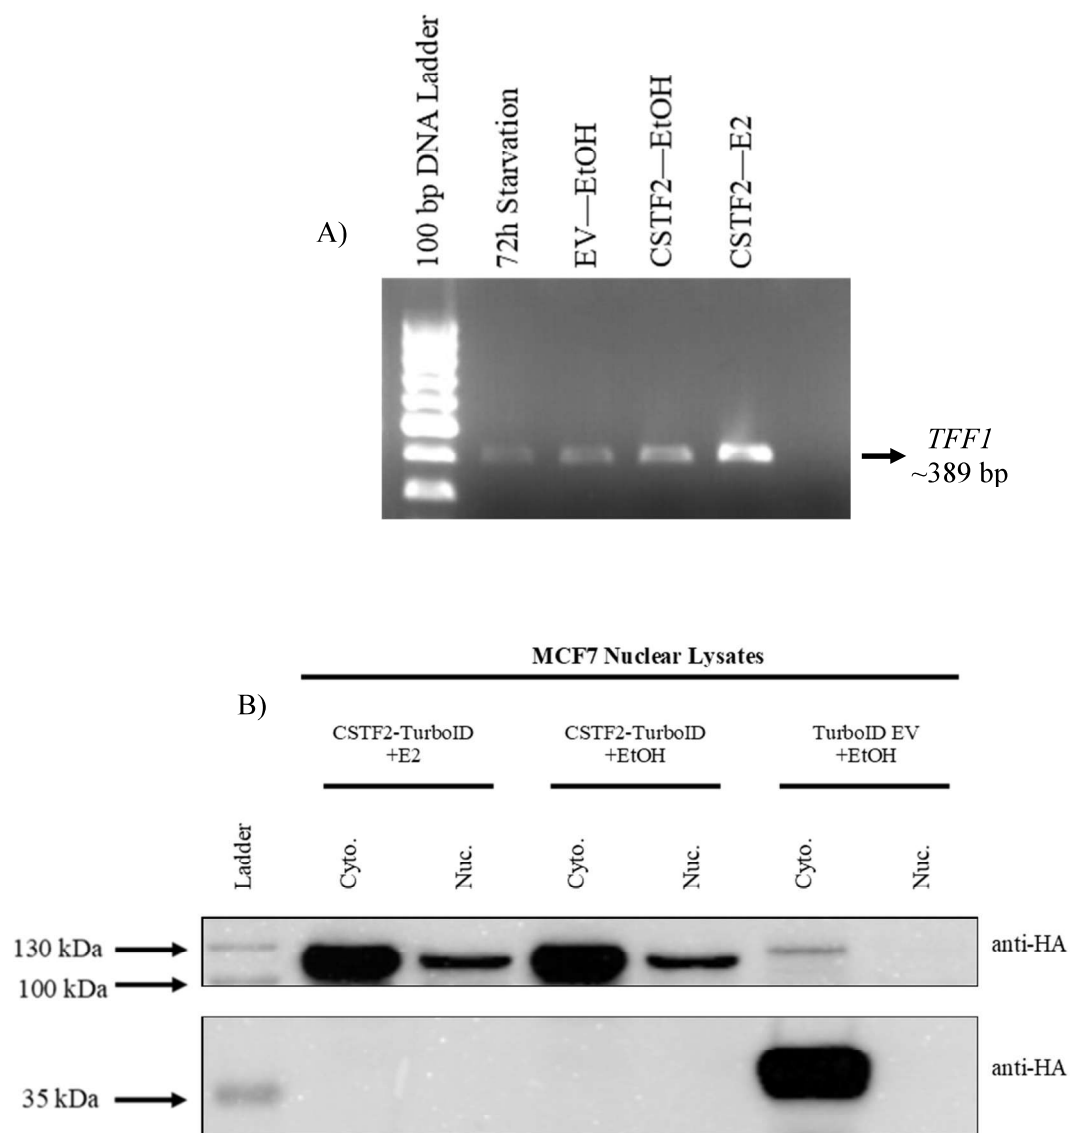 A)
100 bp DNA Ladder
72h Starvation
EV—EtOH
CSTF2—EtOH
CSTF2—E2
TFF1
~389 bp
MCF7 Nuclear Lysates
B)
CSTF2-TurboID
+E2
CSTF2-TurboID
+EtOH
TurboID EV
+EtOH
Ladder
Cyto.
Nuc.
Cyto.
Nuc.
Cyto.
Nuc.
130 kDa
anti-HA
100 kDa
anti-HA
35 kDa